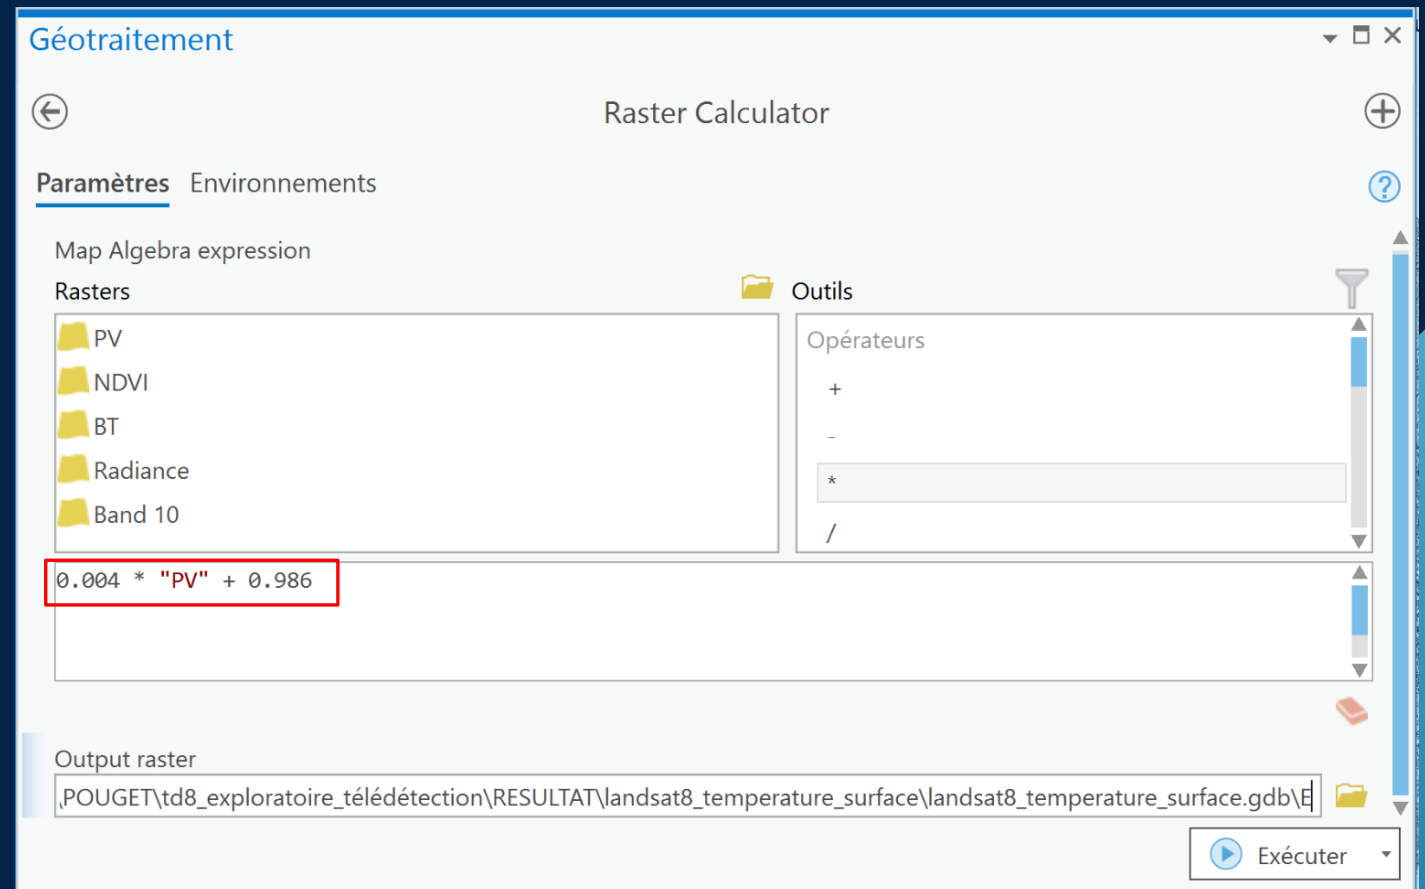 Géotraitement
Raster Calculator
Paramètres Environnements
Map Algebra expression
Rasters
Outils
PV
NDVI
BT
Radiance
Band 10
Opérateurs
+
-
*
/
0.004 * "PV" + 0.986
Output raster
\POUGET\td8_exploratoire_télédétection\RESULTAT\landsat8_temperature_surface\landsat8_temperature_surface.gdb\E
Exécuter